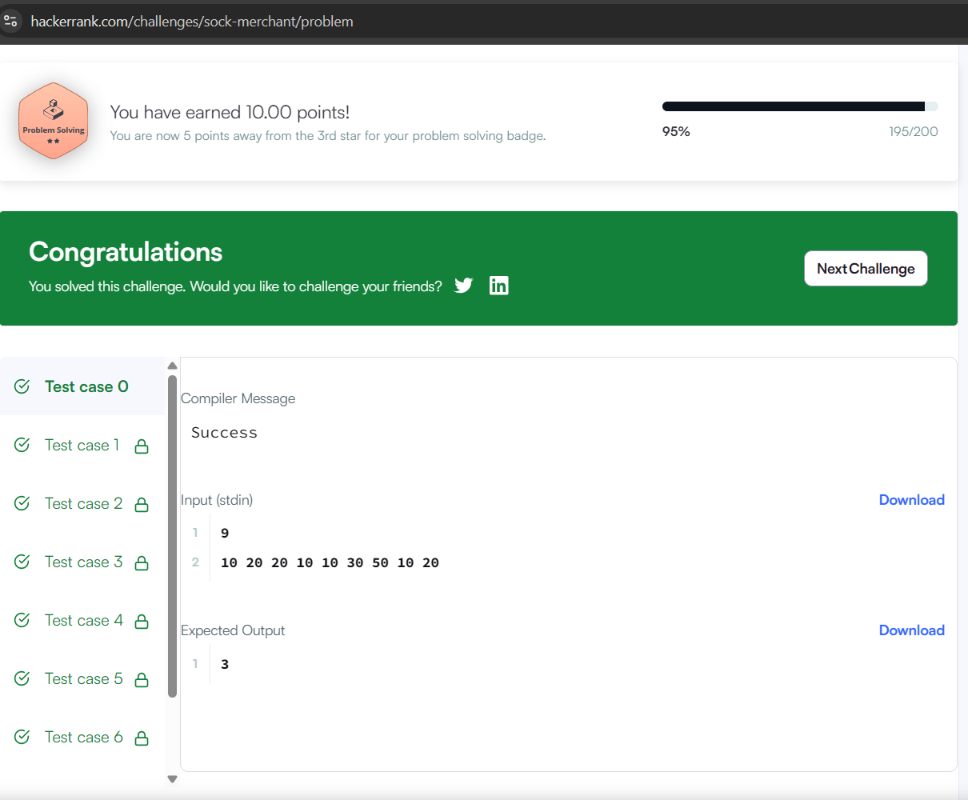 hackerrank.com/challenges/sock-merchant/problem
Problem Solving
You have earned 10.00 points!
You are now 5 points away from the 3rd star for your problem solving badge.
95%
195/200
Congratulations
You solved this challenge. Would you like to challenge your friends?
Next Challenge
Test case 0
Test case 1
Test case 2
Test case 3
Test case 4
Test case 5
Test case 6
Compiler Message
Success
Input (stdin)
Download
1 9
2 10 20 20 10 10 30 50 10 20
Expected Output
Download
1 3